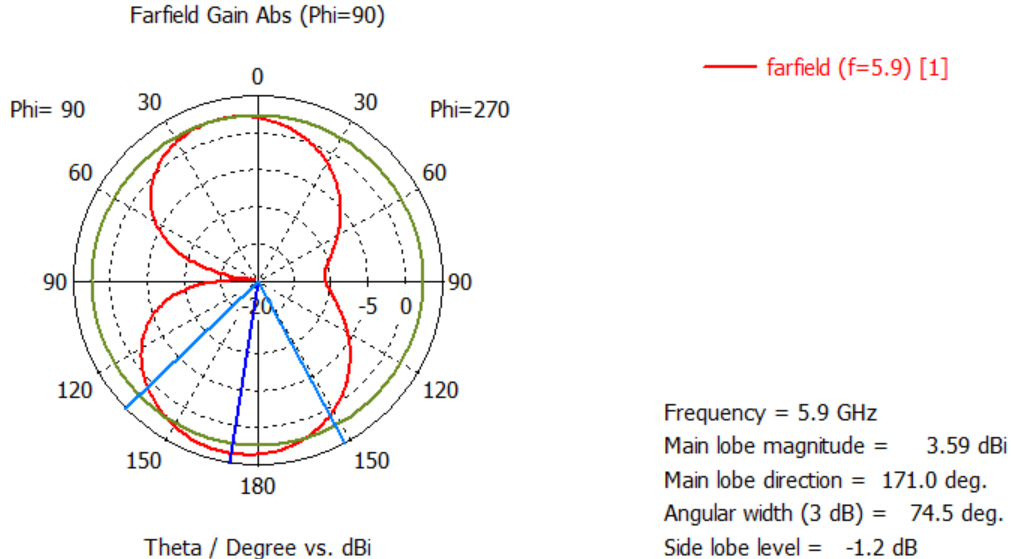 Farfield Gain Abs (Phi=90)
farfield (f=5.9) [1]
0
Phi= 90
30
30
Phi=270
60
60
90
90
-20
-5
0
120
120
150
150
180
Theta / Degree vs. dBi
Frequency = 5.9 GHz
Main lobe magnitude = 3.59 dBi
Main lobe direction = 171.0 deg.
Angular width (3 dB) = 74.5 deg.
Side lobe level = -1.2 dB